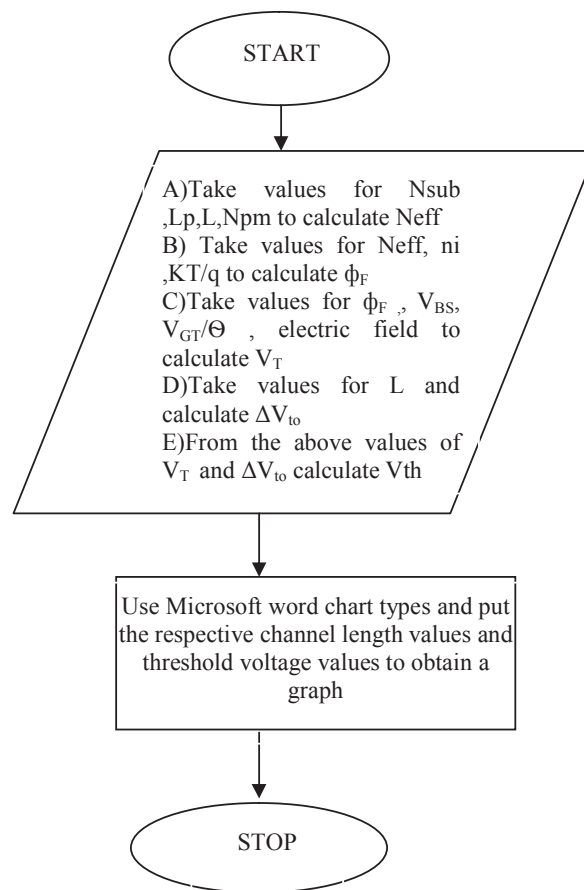 START
A)Take values for Nsub
,Lp,L,Npm to calculate Neff
B) Take values for Neff, ni
,KT/q to calculate ϕF
C)Take values for ϕF ,, VBS,
VGT/Θ , electric field to
calculate VT
D)Take values for L and
calculate ΔVto
E)From the above values of
VT and ΔVto calculate Vth
Use Microsoft word chart types and put
the respective channel length values and
threshold voltage values to obtain a
graph
STOP